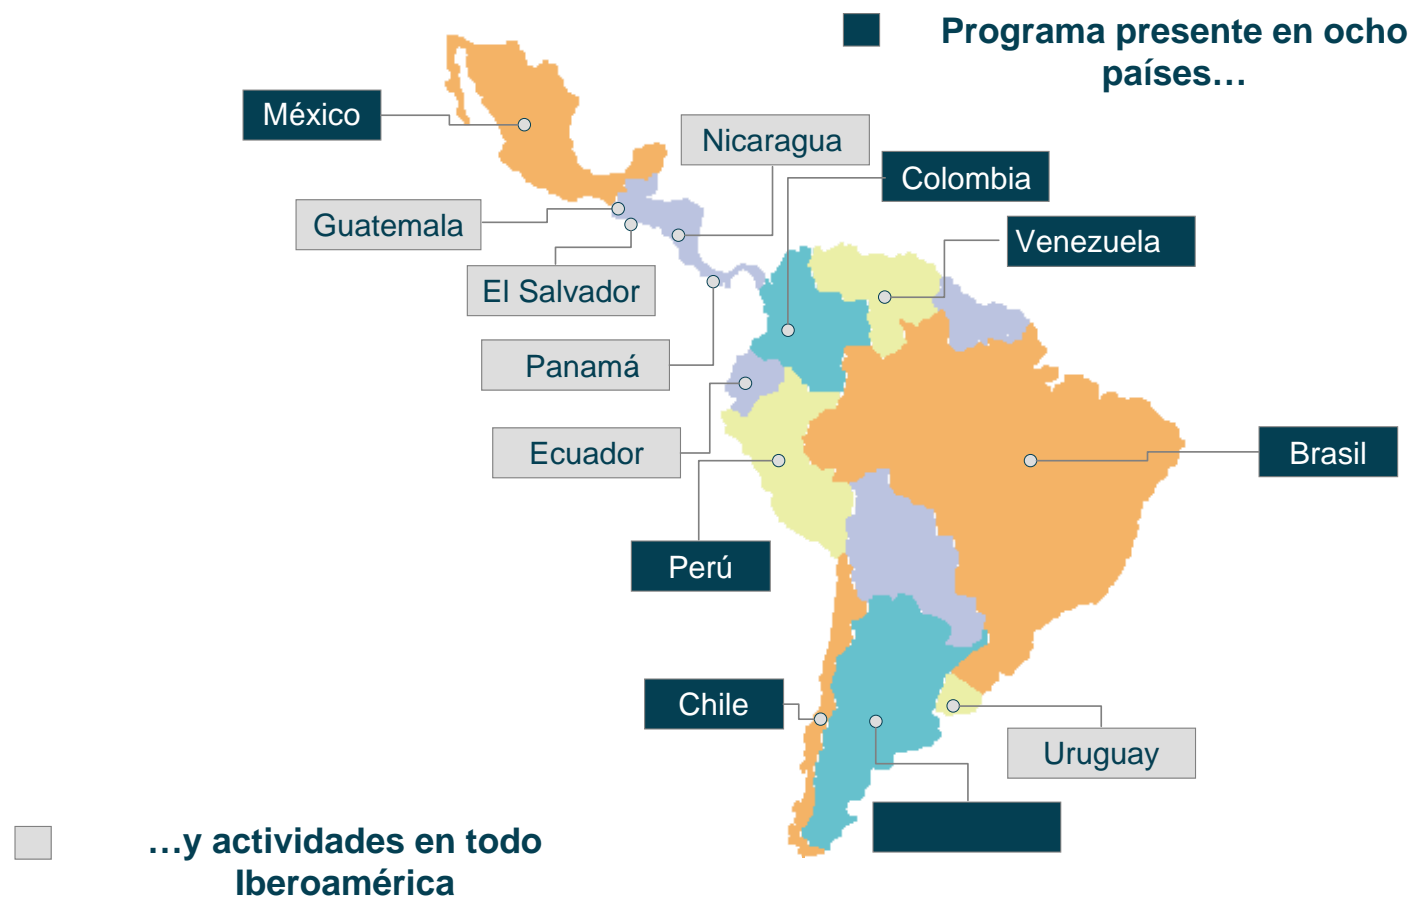 Programa presente en ocho
países…
México
Nicaragua
Colombia
Guatemala
Venezuela
El Salvador
Panamá
Ecuador
Brasil
Perú
Chile
Uruguay
…y actividades en todo
Iberoamérica